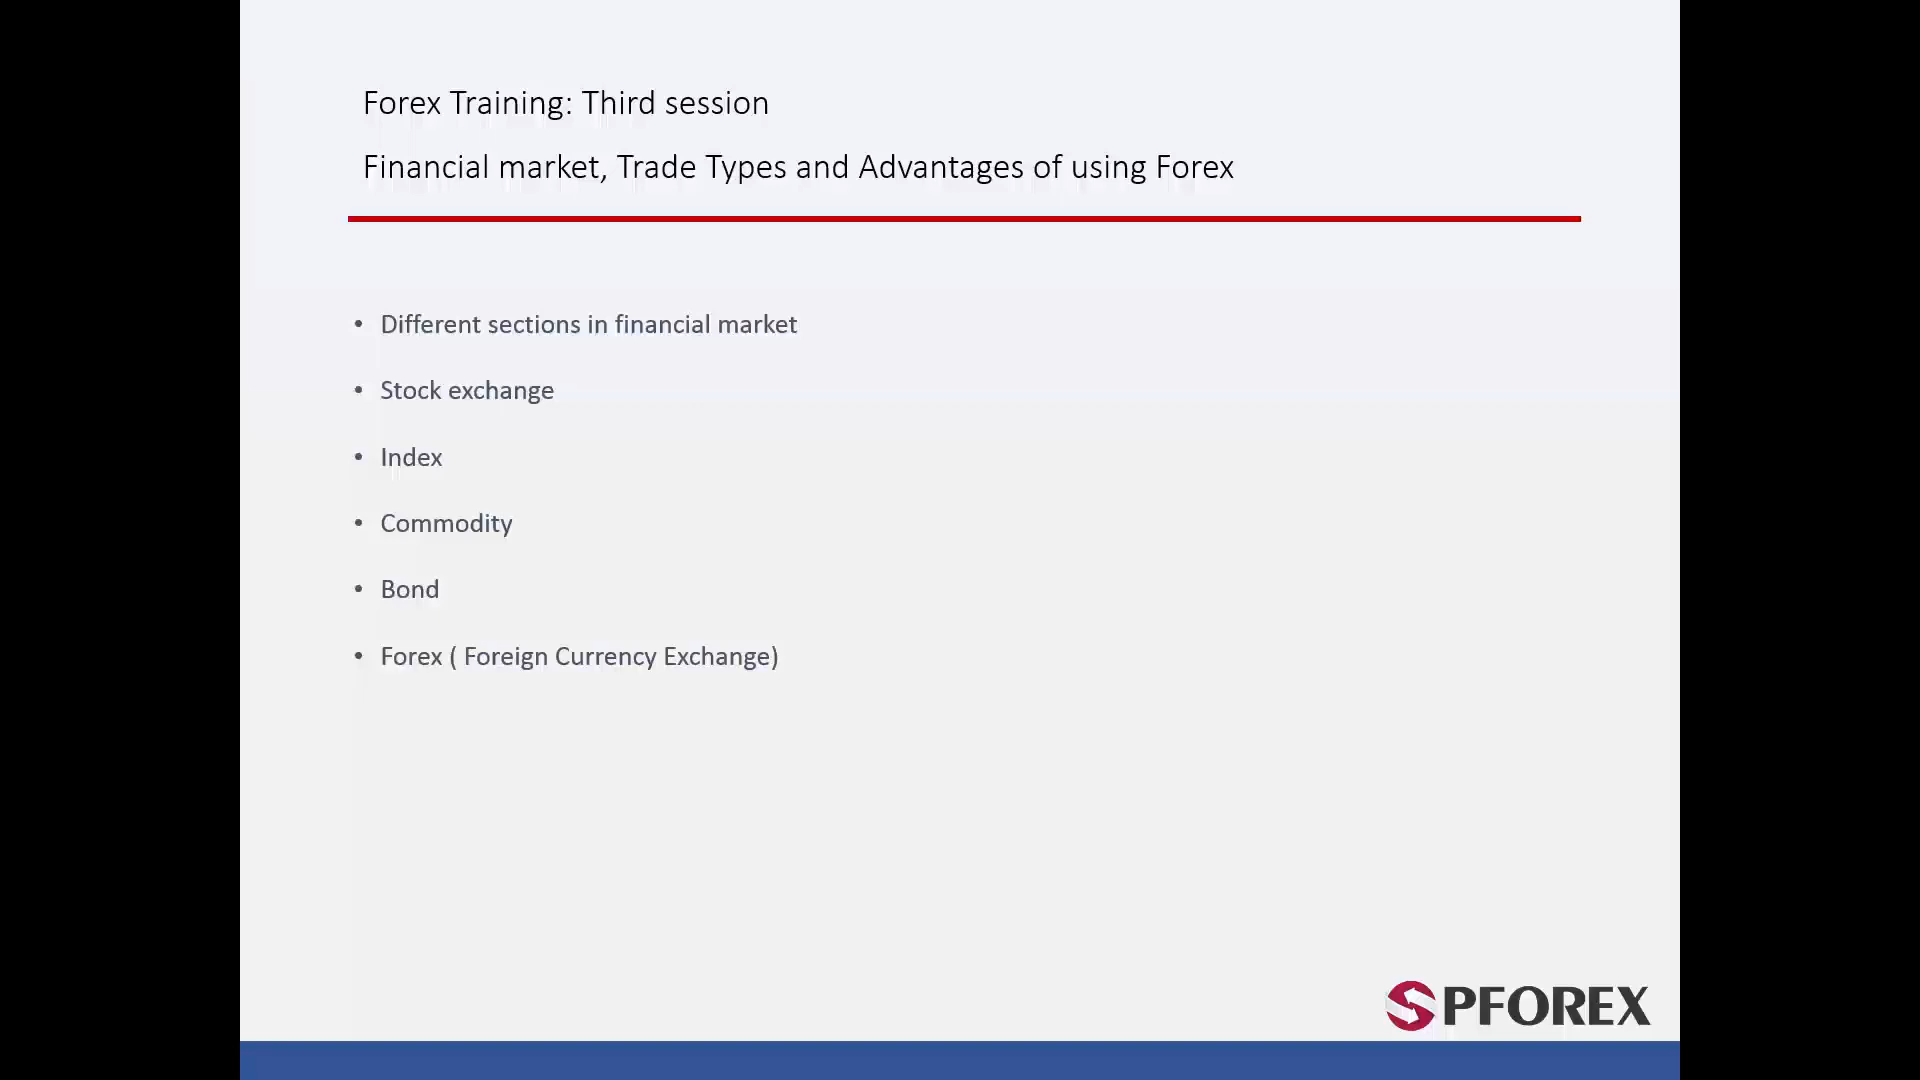 Forex Training: Third session
Financial market, Trade Types and Advantages of using Forex
• Different sections in financial market
• Stock exchange
• Index
• Commodity
• Bond
• Forex ( Foreign Currency Exchange)
PFOREX